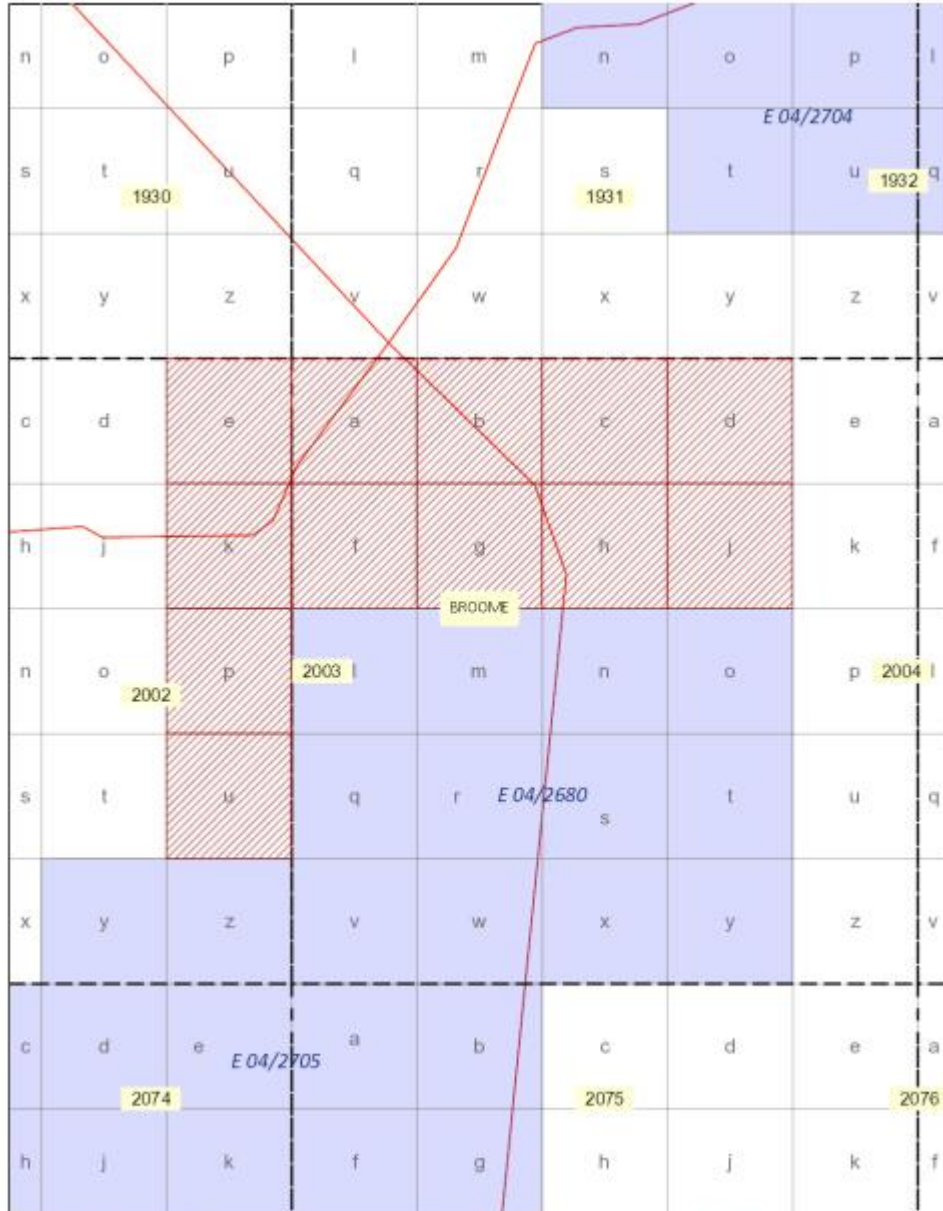 n o p l m n o p l
E 04/2704
s t u q r s t u q
1930 1931 1932
x y z v w x y z v
c d e a b c d e a
h j k f g h j k f
BROOME
n o p l m n o p l
2002 2003 2004
s t u q r s t u q
E 04/2680
x y z v w x y z v
c d e a b c d e a
E 04/2705
2074 2075 2076
h j k f g h j k f